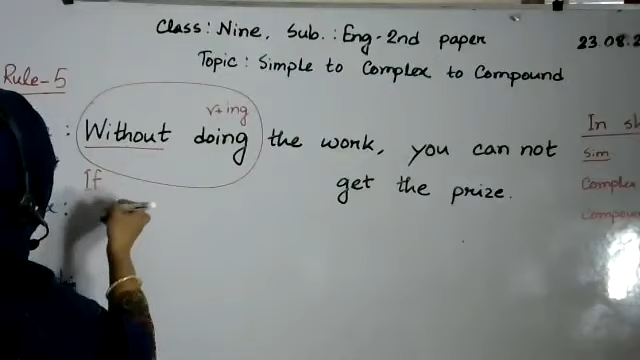 Class: Nine, Sub.: Eng-2nd paper
23.08.2
Topic: Simple to Complex to Compound
Rule-5
v+ing
: Without doing the work, you can not
get the prize.
If
x:
In sh
Sim
Complex
Compoun